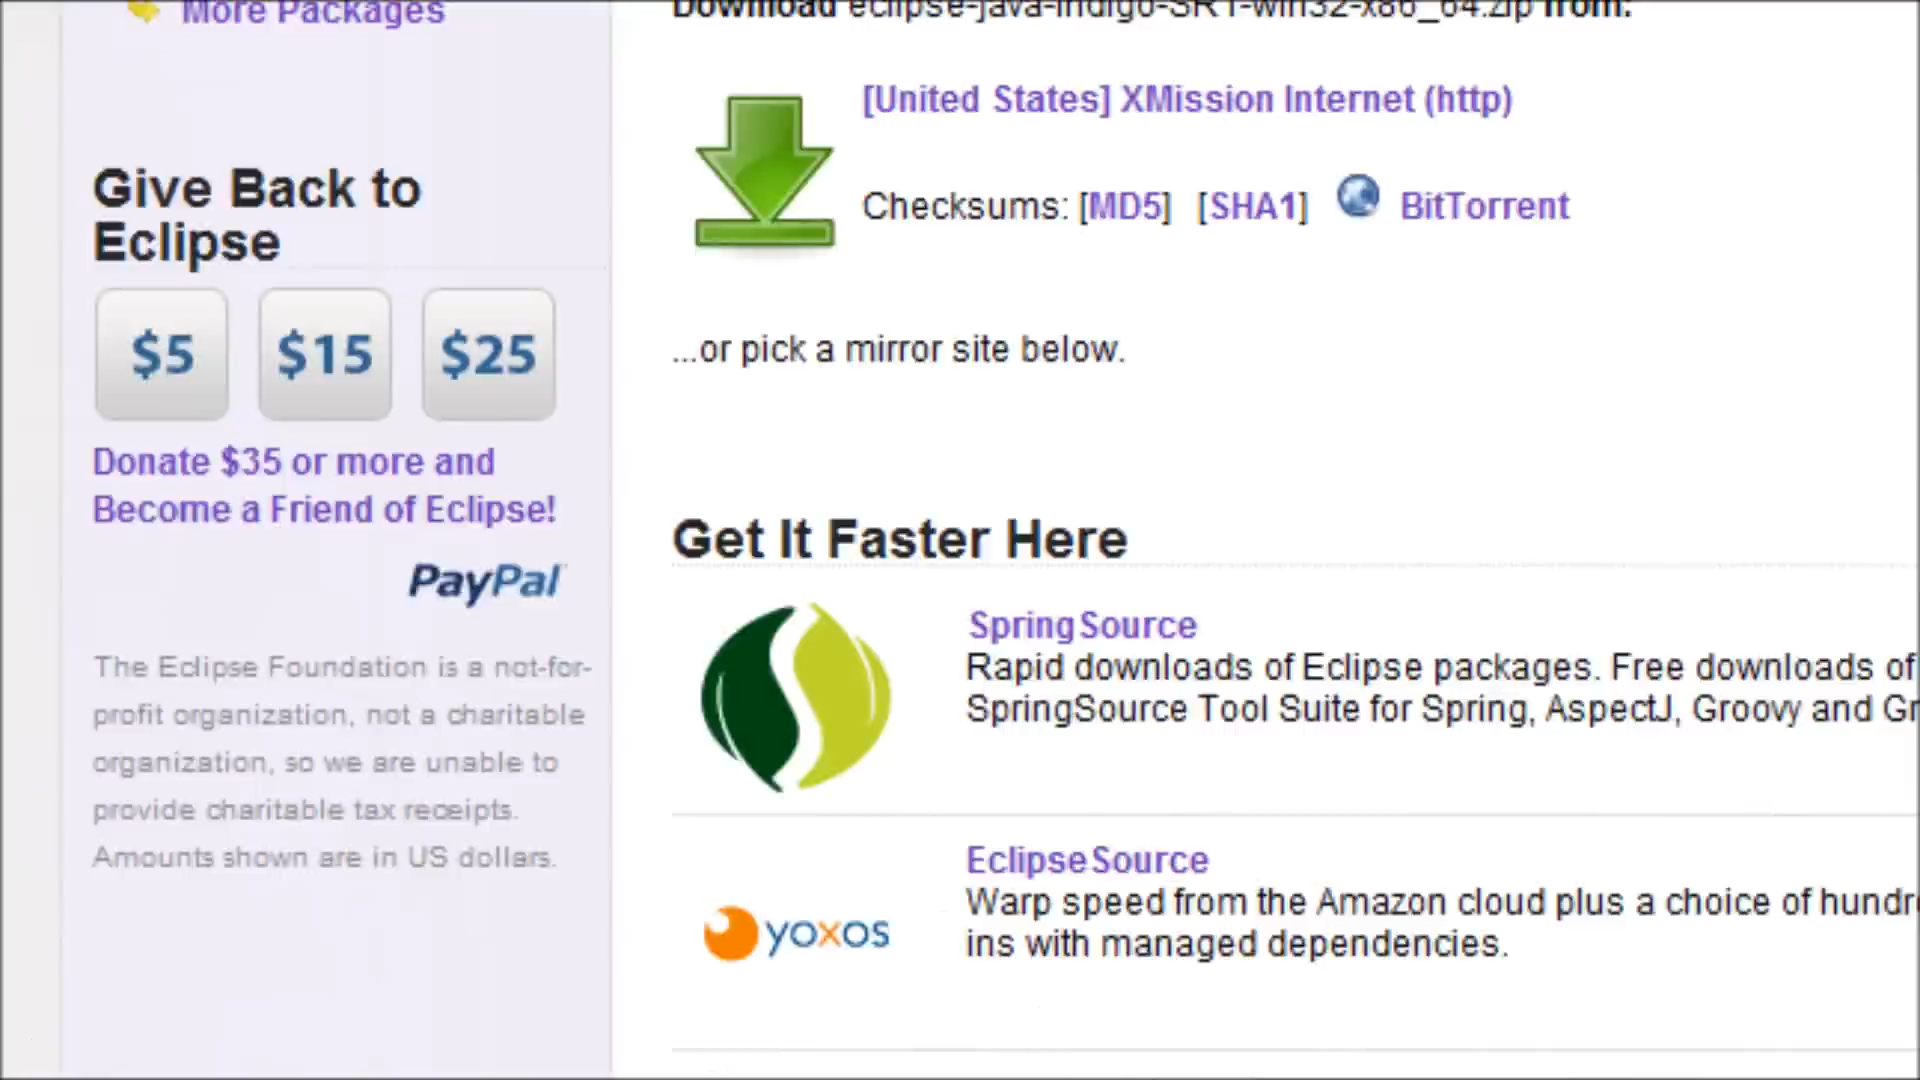 More Packages
Give Back to
Eclipse
$5 $15 $25
Donate $35 or more and
Become a Friend of Eclipse!
PayPal
The Eclipse Foundation is a not-for-
profit organization, not a charitable
organization, so we are unable to
provide charitable tax receipts.
Amounts shown are in US dollars.
Download eclipse-java-indigo-SR1-win32-x86_64.zip from:
[United States] XMission Internet (http)
Checksums: [MD5] [SHA1] BitTorrent
...or pick a mirror site below.
Get It Faster Here
SpringSource
Rapid downloads of Eclipse packages. Free downloads of
SpringSource Tool Suite for Spring, AspectJ, Groovy and Gr
yoxos
EclipseSource
Warp speed from the Amazon cloud plus a choice of hundr
ins with managed dependencies.